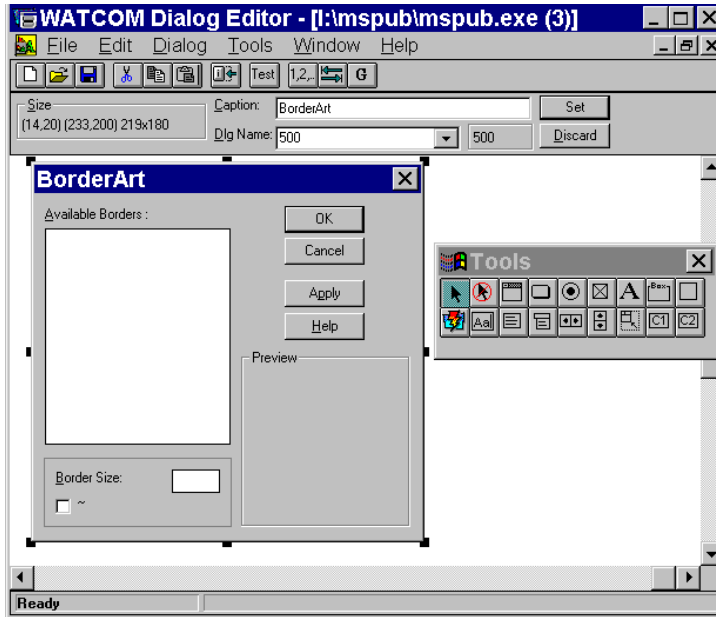 WATCOM Dialog Editor - [I:\mspub\mspub.exe (3)]
File Edit Dialog Tools Window Help
Test 1,2,.. G
Size
(14,20) (233,200) 219x180
Caption: BorderArt Set
Dlg Name: 500 500 Discard
BorderArt
Available Borders :
OK
Cancel
Apply
Help
Preview
Border Size:
~
Tools
A Box
Aa C1 C2
Ready